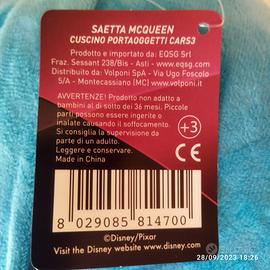 SAETTA MCQUEEN
CUSCINO PORTAOGGETTI CARS3
Prodotto e importato da: EQSG Srl
Fraz. Sessant 238/Bis - Asti - www.eqsg.com
Distribuito da: Volponi SpA - Via Ugo Foscolo
5/A - Montecassiano (MC) www.volponi.it
AVVERTENZE! Prodotto non adatto a
bambini al di sotto dei 36 mesi. Piccole
parti possono essere ingerite o
inalate causando il soffocamento.
Si consiglia la supervisione da
parte di un adulto.
Leggere e conservare.
Made in China
+3
CE
8 029085 814700
©Disney/Pixar
Visit the Disney website www.disney.com
28/09/2023 18:26